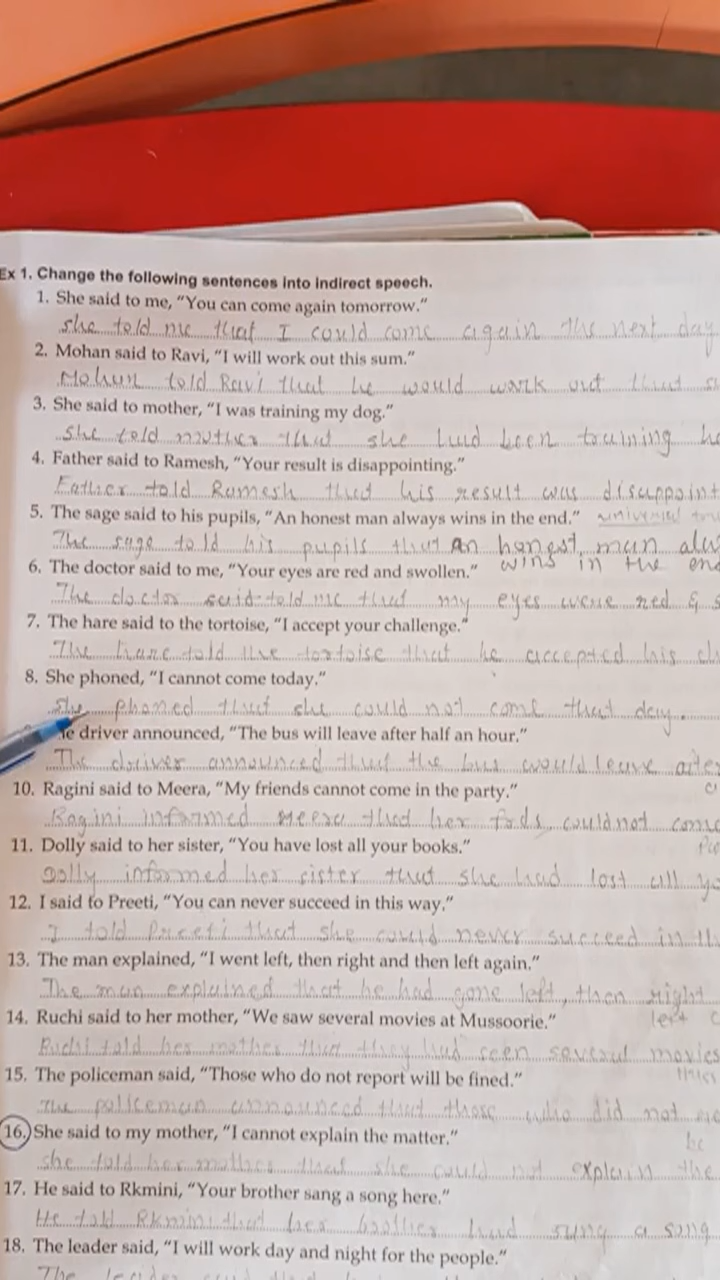 Ex 1. Change the following sentences into indirect speech.
1. She said to me, "You can come again tomorrow."
She told me that I could come again the next day
2. Mohan said to Ravi, "I will work out this sum."
Mohan told Ravi that he would work out that
3. She said to mother, "I was training my dog."
She told mother that she had been training
4. Father said to Ramesh, "Your result is disappointing."
Father told Ramesh that his result was disappoint
5. The sage said to his pupils, "An honest man always wins in the end."
The sage told his pupils that An honest man
wins in the end
6. The doctor said to me, "Your eyes are red and swollen."
The doctor said told me that my eyes were red &
7. The hare said to the tortoise, "I accept your challenge."
The hare told the tortoise that he accepted his
8. She phoned, "I cannot come today."
She phoned that she could not come that day.
driver announced, "The bus will leave after half an hour."
The driver announced that the bus would leave
10. Ragini said to Meera, "My friends cannot come in the party."
Ragini informed Meera that her frds, could not come
11. Dolly said to her sister, "You have lost all your books."
Dolly informed her sister that she had lost all
12. I said to Preeti, "You can never succeed in this way."
I told Preeti that she could never succeed in
13. The man explained, "I went left, then right and then left again."
The man explained that he had gone left, then right
left
14. Ruchi said to her mother, "We saw several movies at Mussoorie."
Ruchi told her mother that they had seen several movies
15. The policeman said, "Those who do not report will be fined."
The policeman announced that those who did not
be
16. She said to my mother, "I cannot explain the matter."
she told her mother that she could not explain the
17. He said to Rkmini, "Your brother sang a song here."
He told Rkmini that her brother had sung a song
18. The leader said, "I will work day and night for the people."
The leader